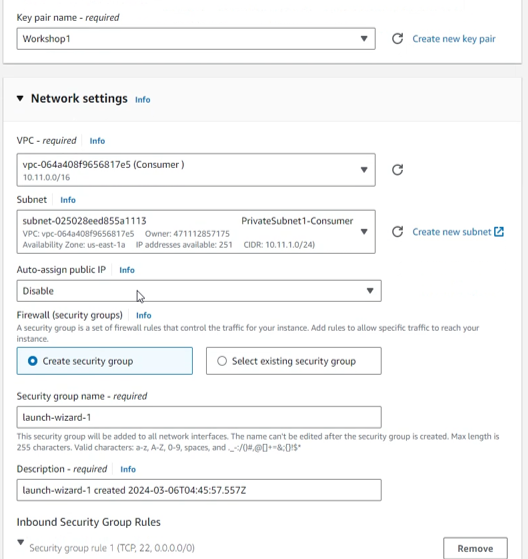 Key pair name - required
Workshop1
Create new key pair
Network settings Info
VPC - required Info
vpc-064a408f9656817e5 (Consumer )
10.11.0.0/16
Subnet Info
subnet-025028eed855a1113 PrivateSubnet1-Consumer
VPC: vpc-064a408f9656817e5 Owner: 471112857175
Availability Zone: us-east-1a IP addresses available: 251 CIDR: 10.11.1.0/24)
Create new subnet
Auto-assign public IP Info
Disable
Firewall (security groups) Info
A security group is a set of firewall rules that control the traffic for your instance. Add rules to allow specific traffic to reach your
instance.
Create security group
Select existing security group
Security group name - required
launch-wizard-1
This security group will be added to all network interfaces. The name can't be edited after the security group is created. Max length is
255 characters. Valid characters: a-z, A-Z, 0-9, spaces, and ._-:/()#,@[]+=&;{}!$*
Description - required Info
launch-wizard-1 created 2024-03-06T04:45:57.557Z
Inbound Security Group Rules
Security group rule 1 (TCP, 22, 0.0.0.0/0)
Remove